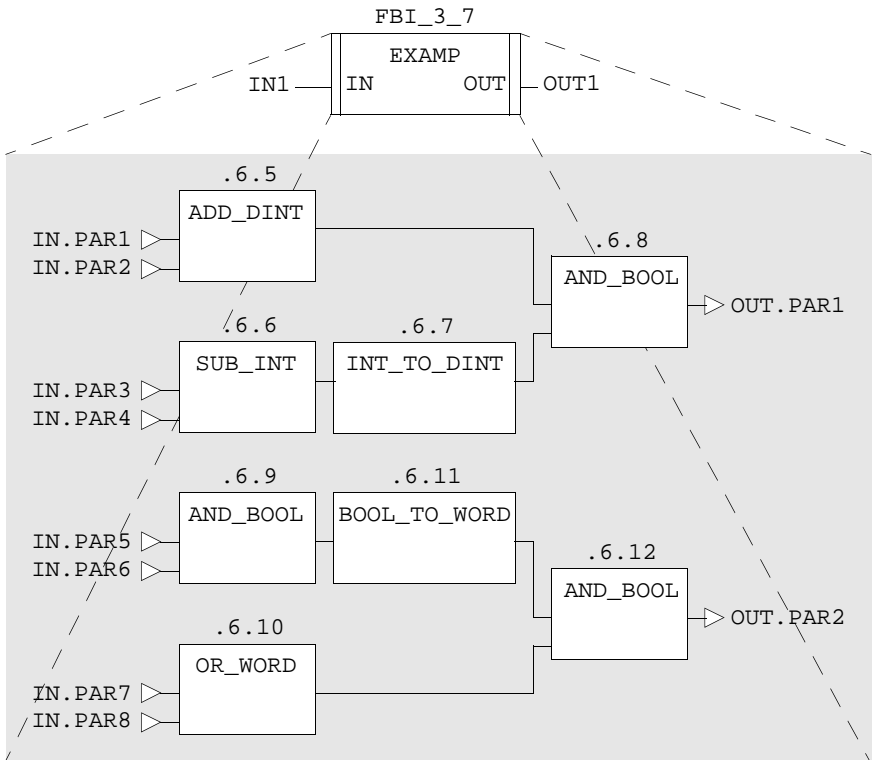 FBI_3_7
EXAMP
IN1 IN OUT OUT1
.6.5
ADD_DINT
IN.PAR1
IN.PAR2
.6.8
AND_BOOL
OUT.PAR1
.6.6
SUB_INT
.6.7
INT_TO_DINT
IN.PAR3
IN.PAR4
.6.9
AND_BOOL
.6.11
BOOL_TO_WORD
IN.PAR5
IN.PAR6
.6.12
AND_BOOL
OUT.PAR2
.6.10
OR_WORD
IN.PAR7
IN.PAR8